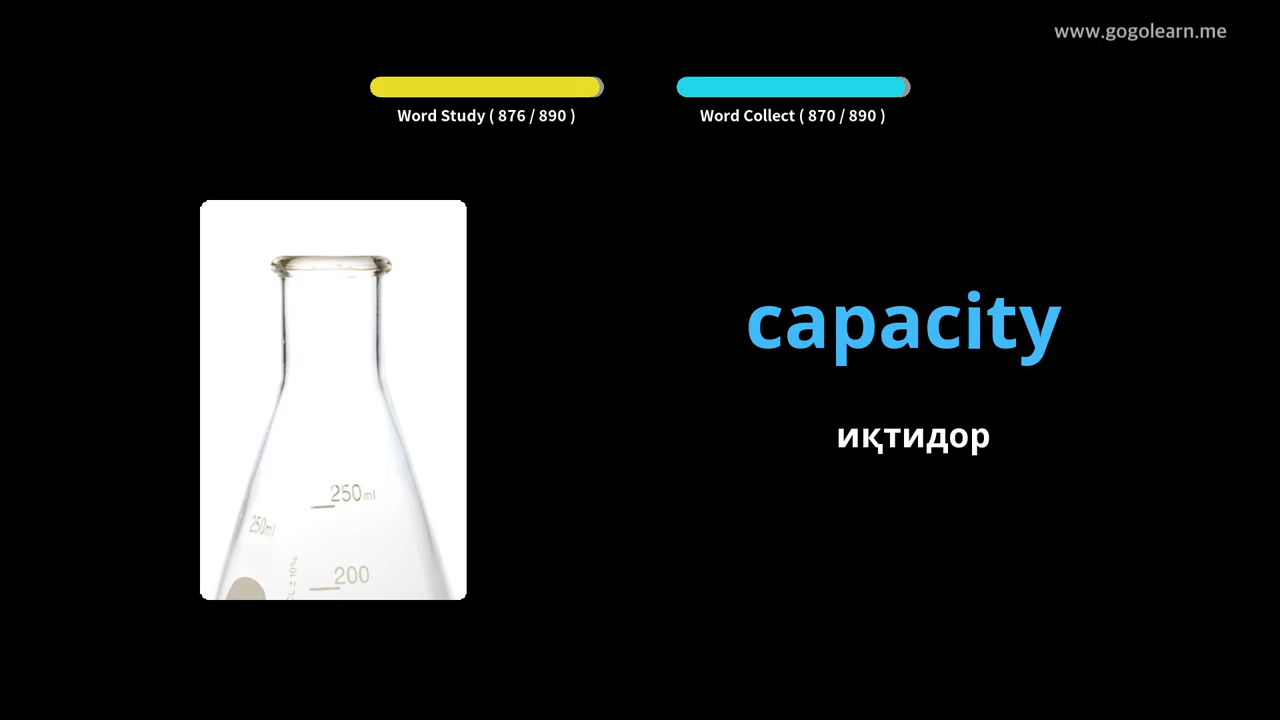 www.gogolearn.me
Word Study ( 876 / 890 )
Word Collect ( 870 / 890 )
capacity
иқтидор
250ml
250ml
200